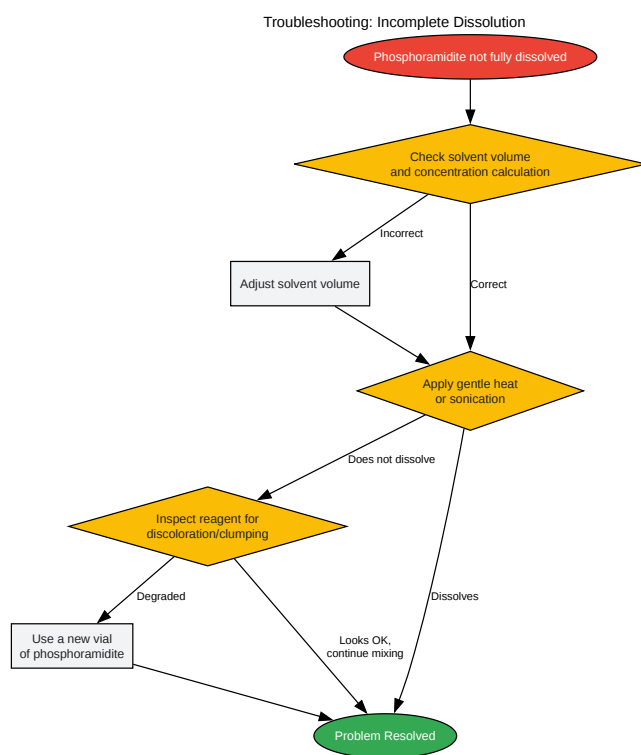 Troubleshooting: Incomplete Dissolution
Phosphoramidite not fully dissolved
Check solvent volume
and concentration calculation
Incorrect
Adjust solvent volume
Correct
Apply gentle heat
or sonication
Does not dissolve
Inspect reagent for
discoloration/clumping
Degraded
Dissolves
Use a new vial
of phosphoramidite
Looks OK,
continue mixing
Problem Resolved